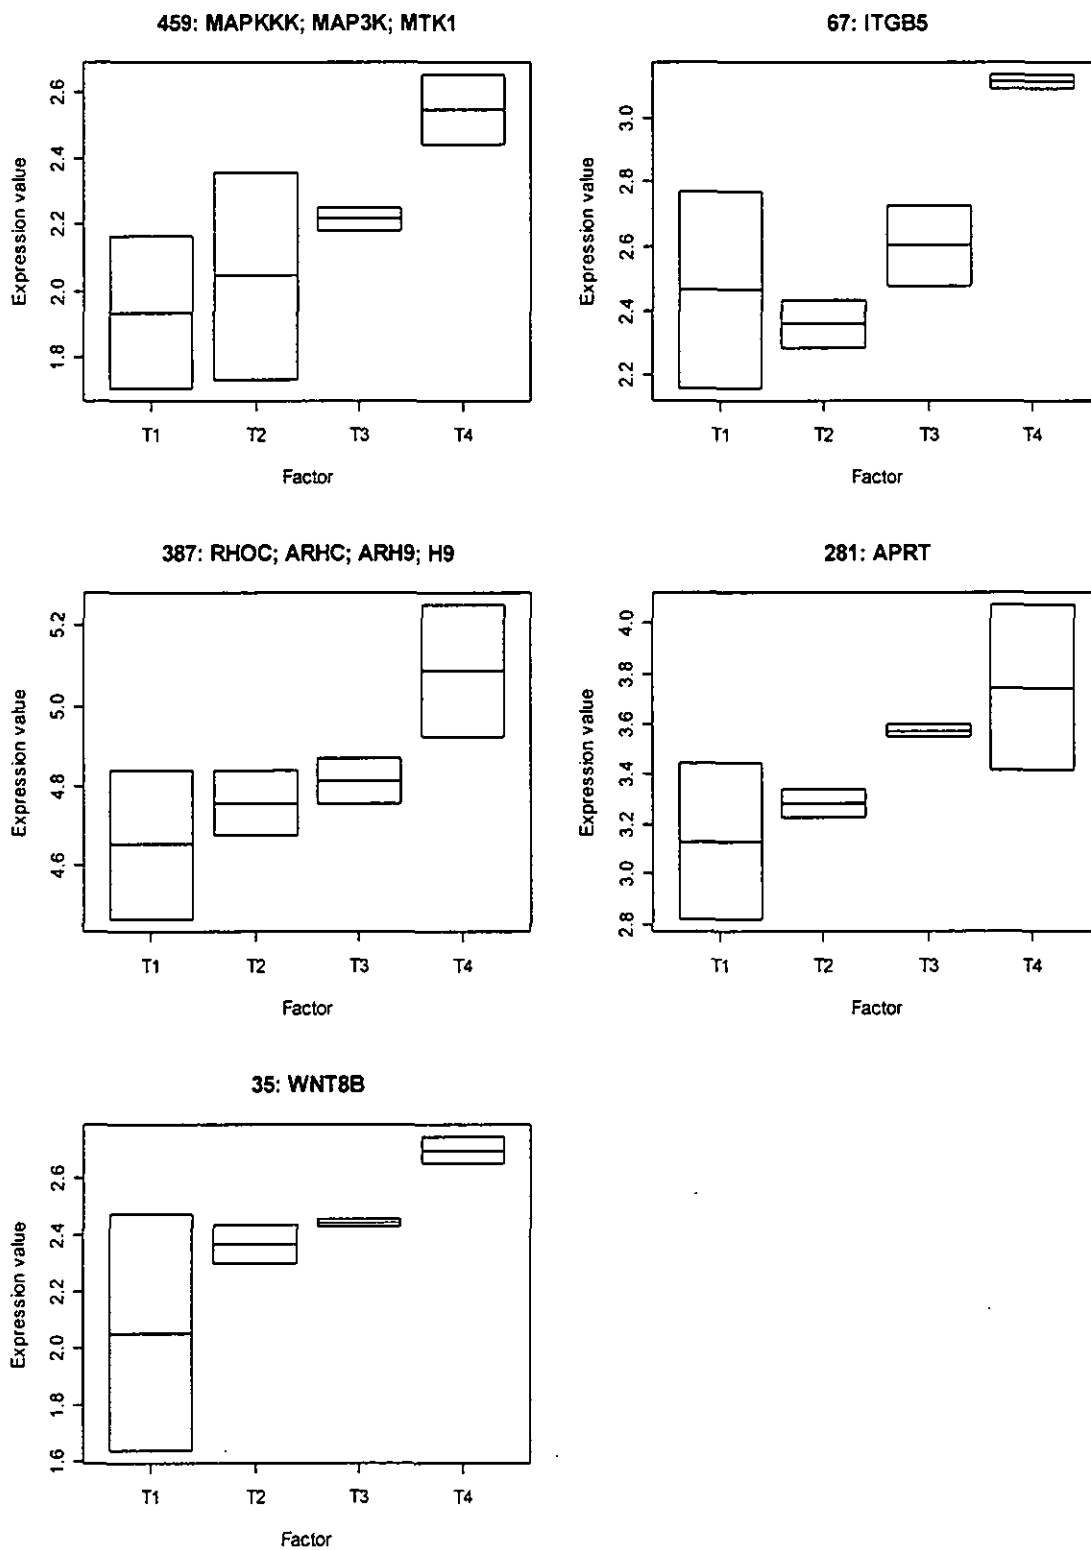 459: MAPKKK; MAP3K; MTK1
Expression value
2.6
2.4
2.2
2.0
1.8
T1 T2 T3 T4
Factor
67: ITGB5
Expression value
3.0
2.8
2.6
2.4
2.2
T1 T2 T3 T4
Factor
387: RHOC; ARHC; ARH9; H9
Expression value
5.2
5.0
4.8
4.6
T1 T2 T3 T4
Factor
281: APRT
Expression value
4.0
3.8
3.6
3.4
3.2
3.0
2.8
T1 T2 T3 T4
Factor
35: WNT8B
Expression value
2.6
2.4
2.2
2.0
1.8
1.6
T1 T2 T3 T4
Factor